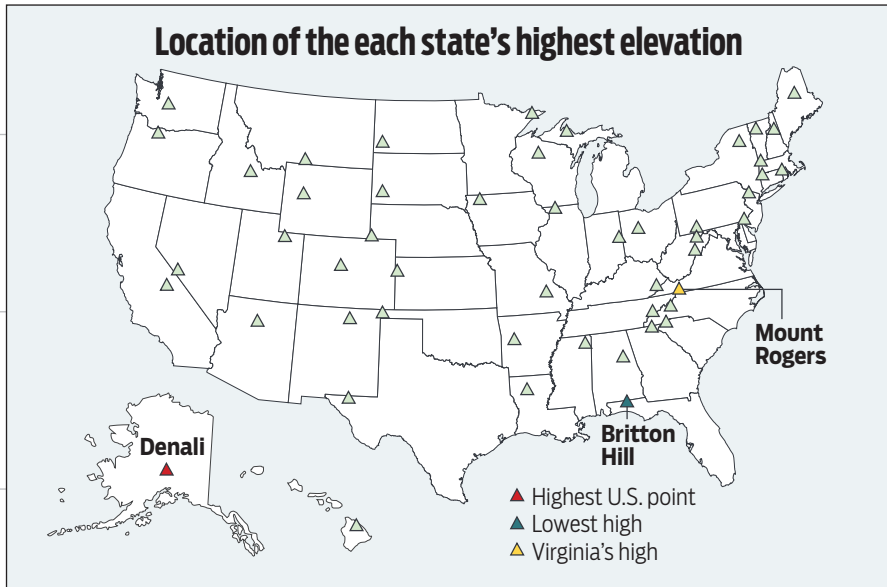 Location of the each state's highest elevation
Mount
Rogers
Britton
Hill
Denali
Highest U.S. point
Lowest high
Virginia's high